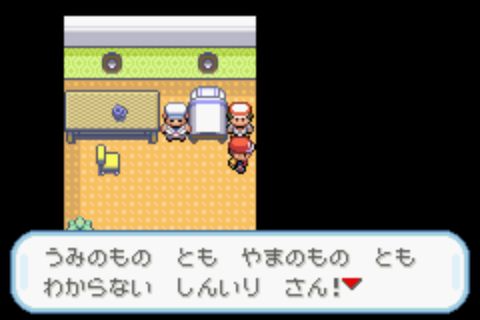 うみのもの　とも　やまのもの　とも
わからない　しんいり　さん！